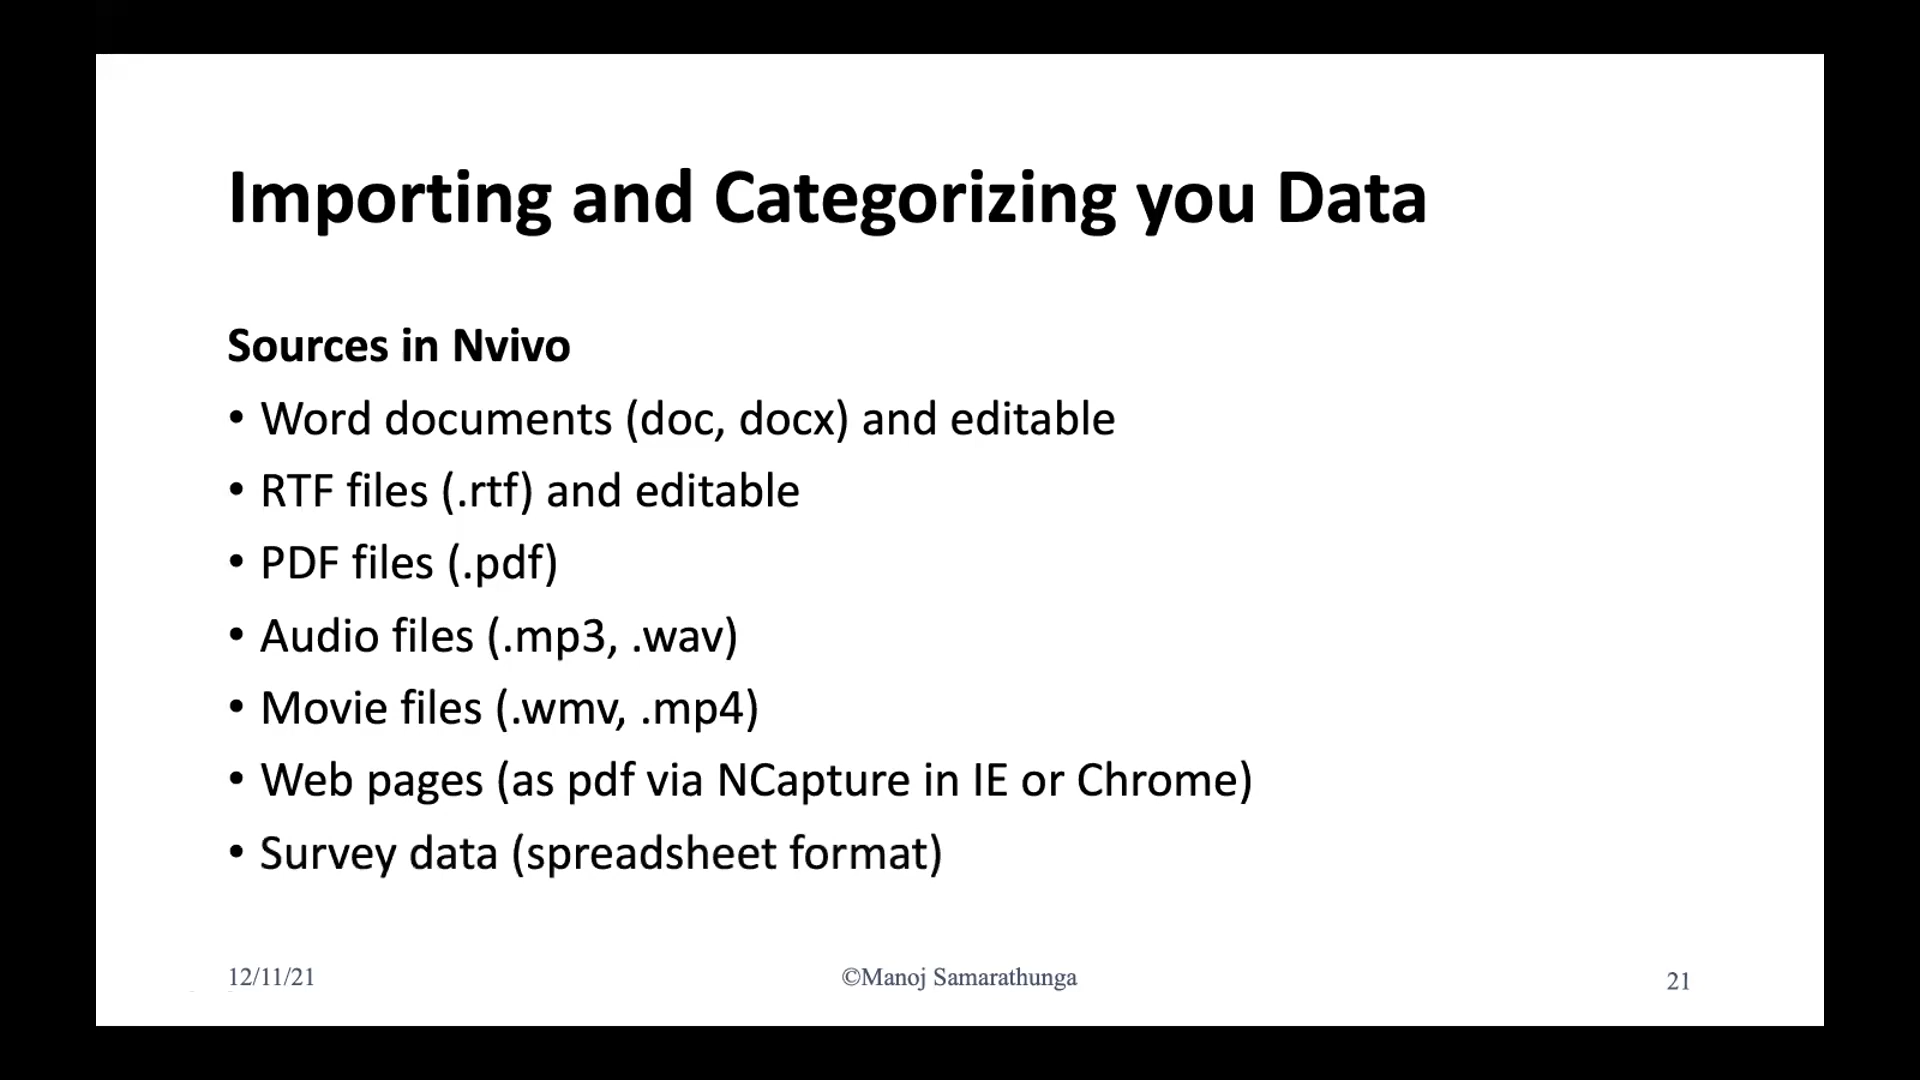 Importing and Categorizing you Data
Sources in Nvivo
• Word documents (doc, docx) and editable
• RTF files (.rtf) and editable
• PDF files (.pdf)
• Audio files (.mp3, .wav)
• Movie files (.wmv, .mp4)
• Web pages (as pdf via NCapture in IE or Chrome)
• Survey data (spreadsheet format)
12/11/21
©Manoj Samarathunga
21